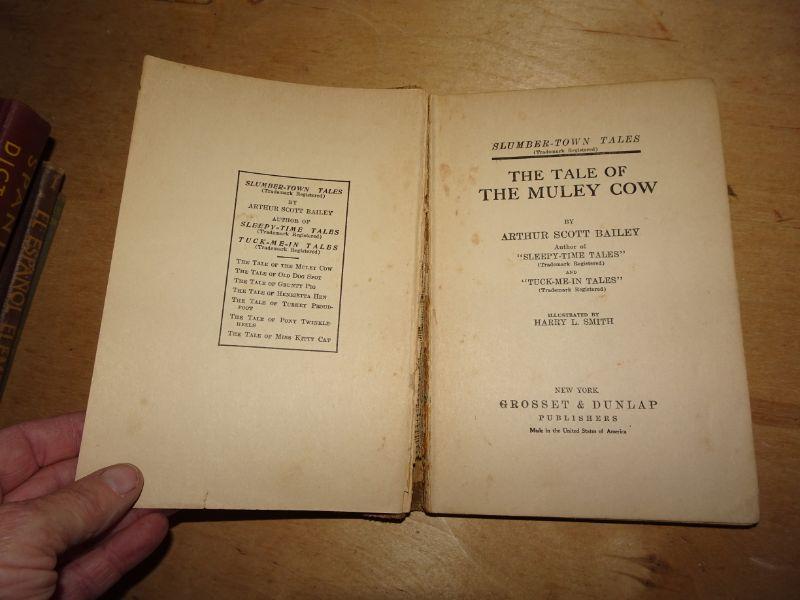 SPAN
DICT
EL ESPAÑOL ELEM
SLUMBER-TOWN TALES
(Trademark Registered)
BY
ARTHUR SCOTT BAILEY
AUTHOR OF
SLEEPY-TIME TALES
(Trademark Registered)
TUCK-ME-IN TALES
(Trademark Registered)
The Tale of the Muley Cow
The Tale of Old Dog Spot
The Tale of Grunty Pig
The Tale of Henrietta Hen
The Tale of Turkey Proud-
foot
The Tale of Pony Twinkle-
heels
The Tale of Miss Kitty Cat
SLUMBER-TOWN TALES
(Trademark Registered)
THE TALE OF
THE MULEY COW
BY
ARTHUR SCOTT BAILEY
Author of
"SLEEPY-TIME TALES"
(Trademark Registered)
AND
"TUCK-ME-IN TALES"
(Trademark Registered)
ILLUSTRATED BY
HARRY L. SMITH
NEW YORK
GROSSET & DUNLAP
PUBLISHERS
Made in the United States of America